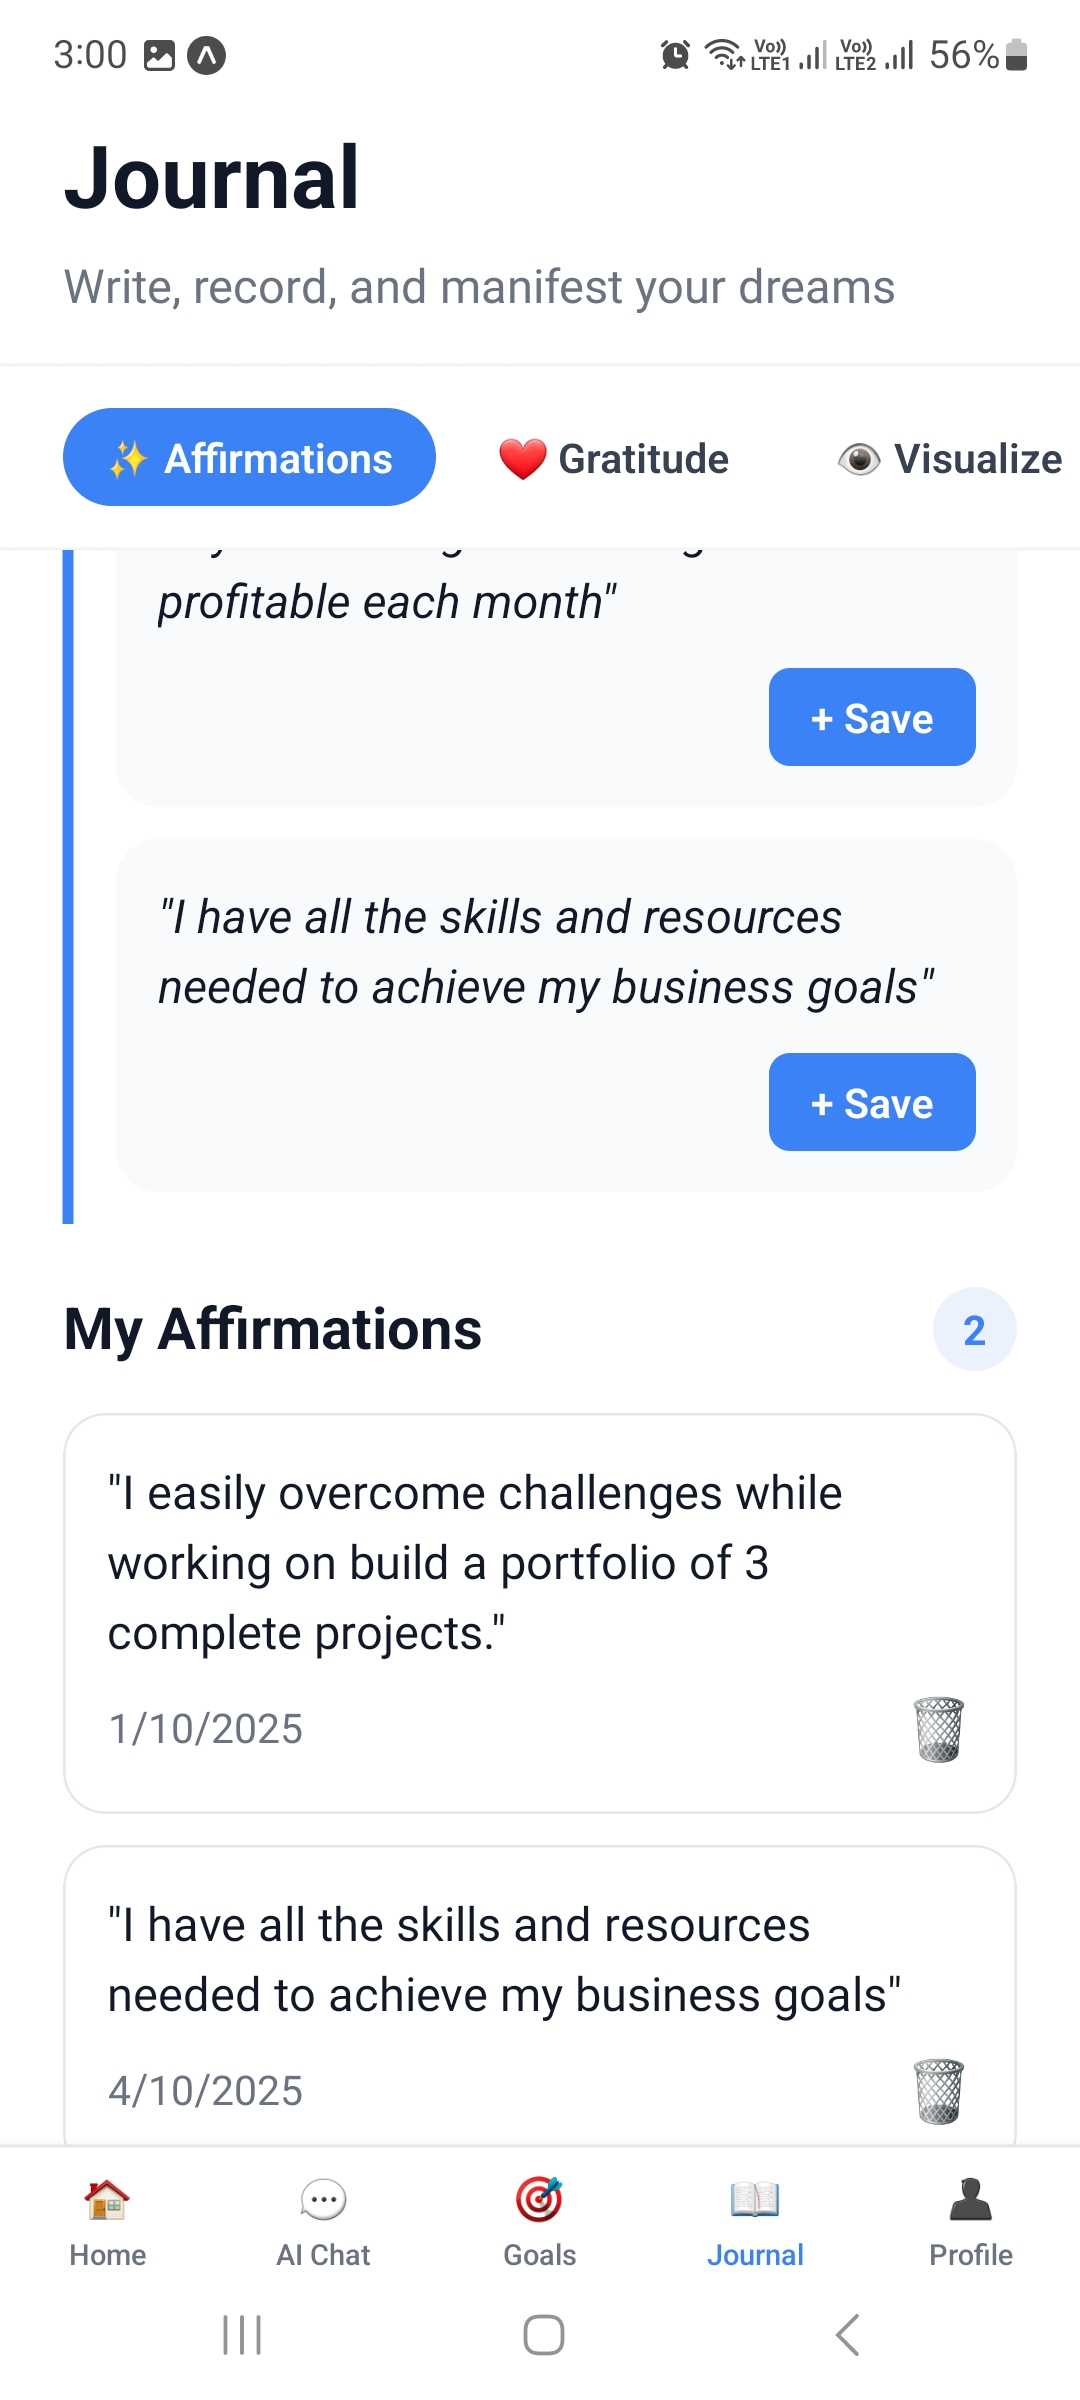 3:00
Vo)) LTE1 Vo)) LTE2 56%
Journal
Write, record, and manifest your dreams
✨ Affirmations ❤️ Gratitude 👁️ Visualize
profitable each month"
+ Save
"I have all the skills and resources
needed to achieve my business goals"
+ Save
My Affirmations 2
"I easily overcome challenges while
working on build a portfolio of 3
complete projects."
1/10/2025
"I have all the skills and resources
needed to achieve my business goals"
4/10/2025
Home AI Chat Goals Journal Profile